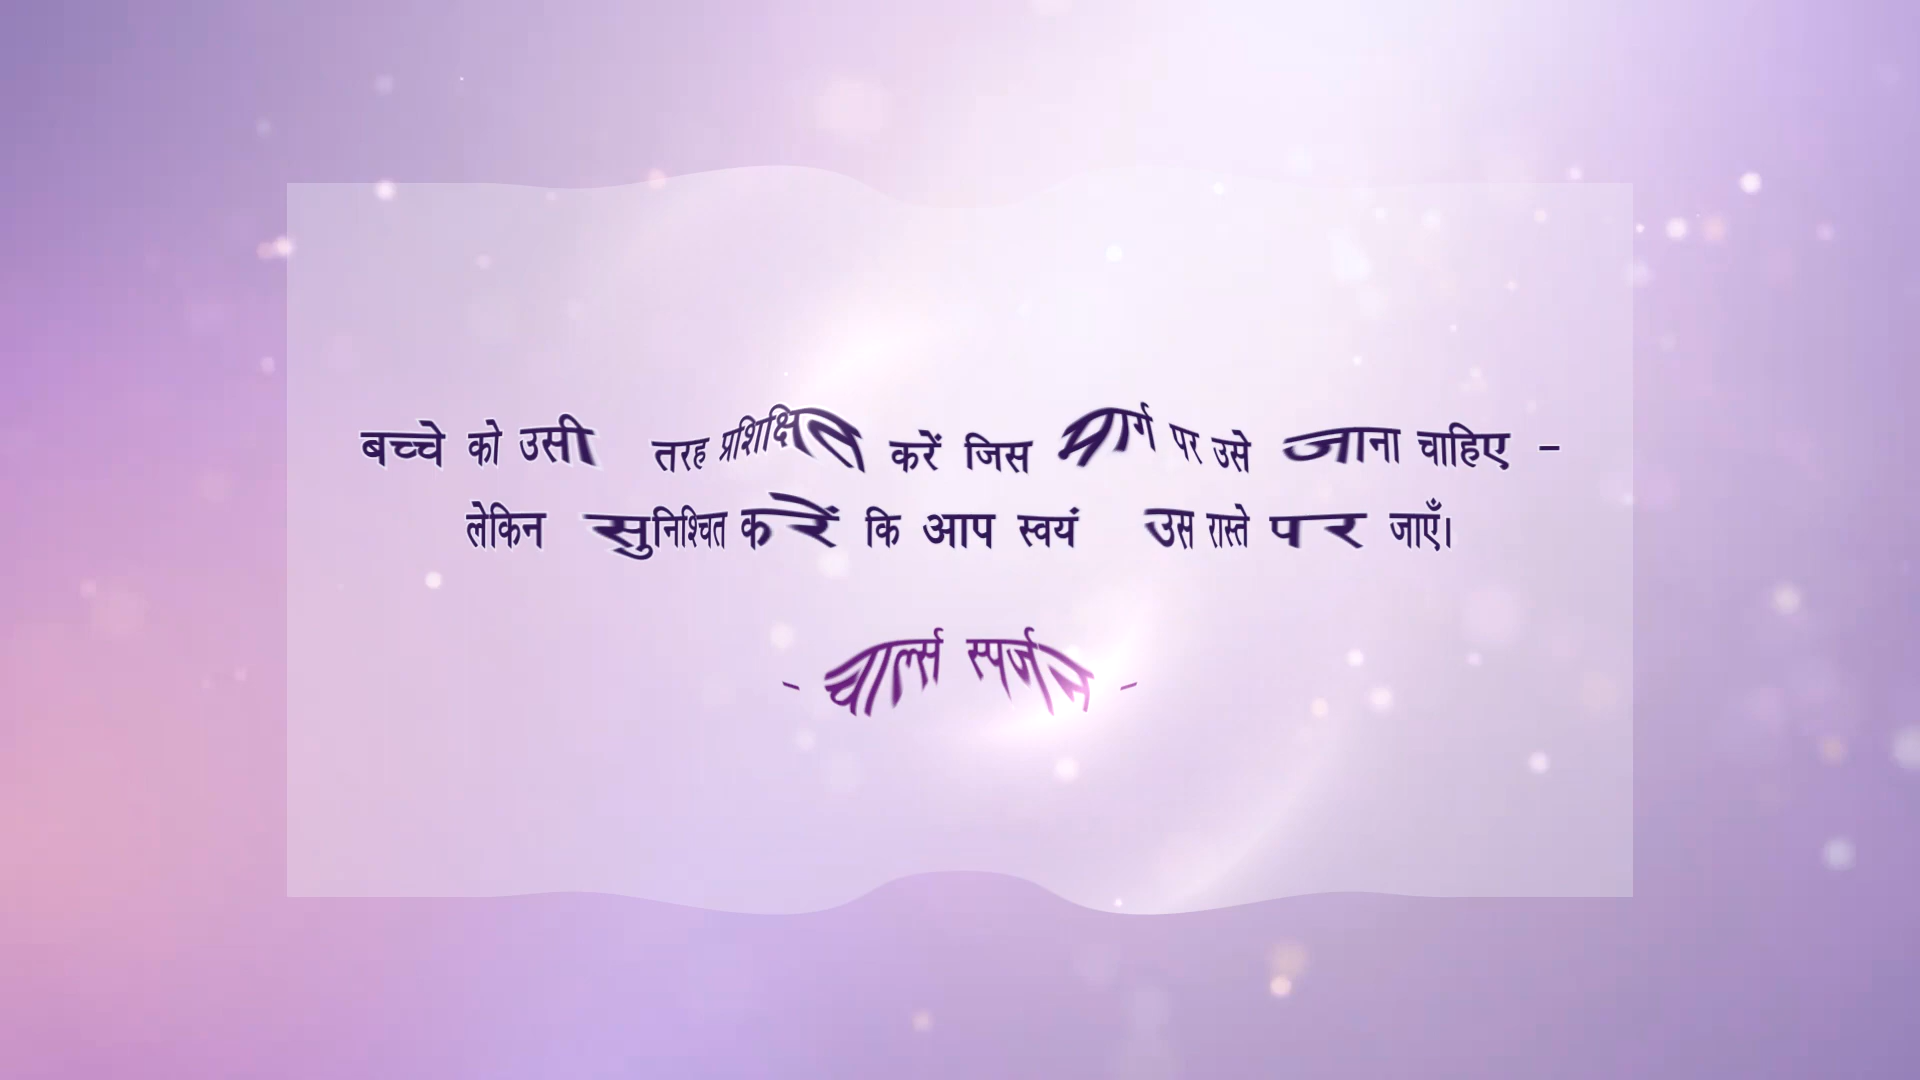 बच्चे को उसी तरह प्रशिक्षित करें जिस मार्ग पर उसे जाना चाहिए –
लेकिन सुनिश्चित करें कि आप स्वयं उस रास्ते पर जाएँ।
- चार्ल्स स्पर्जन -